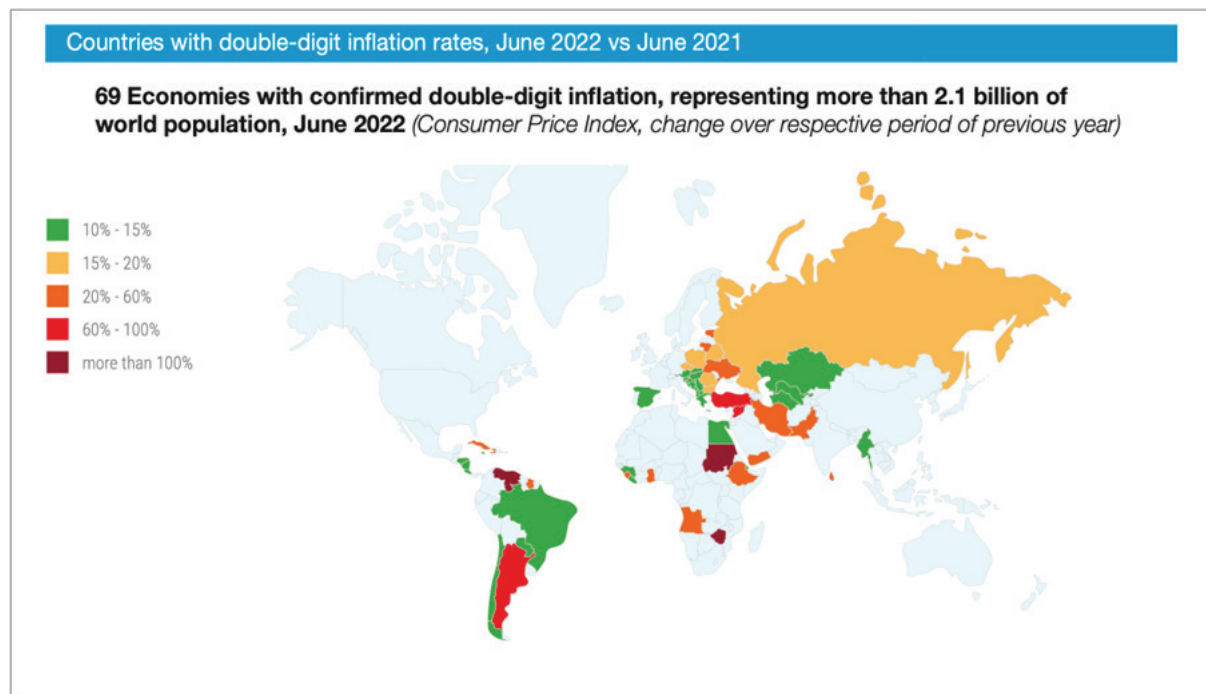 Countries with double-digit inflation rates, June 2022 vs June 2021
69 Economies with confirmed double-digit inflation, representing more than 2.1 billion of
world population, June 2022 (Consumer Price Index, change over respective period of previous year)
10% - 15%
15% - 20%
20% - 60%
60% - 100%
more than 100%